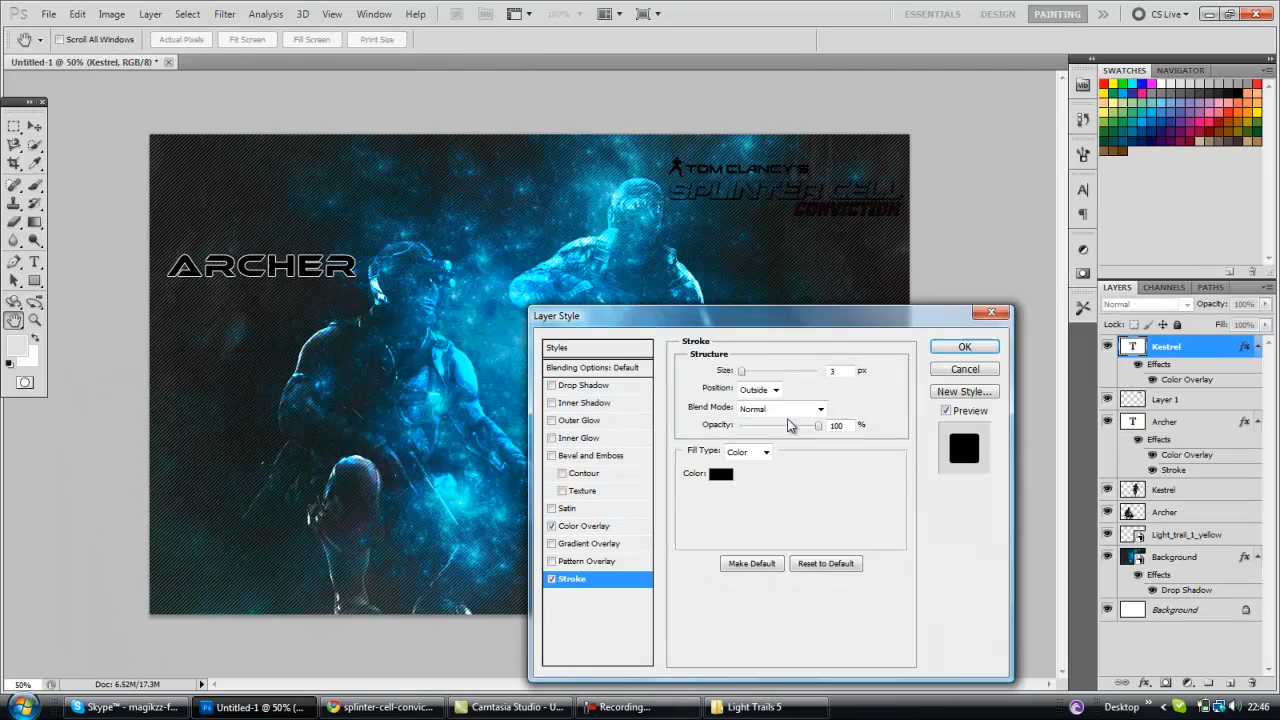 Ps File Edit Image Layer Select Filter Analysis 3D View Window Help 100% ESSENTIALS DESIGN PAINTING CS Live
Scroll All Windows Actual Pixels Fit Screen Fill Screen Print Size
Untitled-1 @ 50% (Kestrel, RGB/8) *
SWATCHES NAVIGATOR
TOM CLANCY'S
SPLINTER CELL
CONVICTION
ARCHER
LAYERS CHANNELS PATHS
Normal Opacity: 100%
Lock: Fill: 100%
T Kestrel fx
Effects
Color Overlay
Layer 1
T Archer fx
Effects
Color Overlay
Stroke
Kestrel
Archer
Light_trail_1_yellow
Background fx
Effects
Drop Shadow
Background
Layer Style
Styles
Blending Options: Default
Drop Shadow
Inner Shadow
Outer Glow
Inner Glow
Bevel and Emboss
Contour
Texture
Satin
Color Overlay
Gradient Overlay
Pattern Overlay
Stroke
Stroke
Structure
Size: 3 px
Position: Outside
Blend Mode: Normal
Opacity: 100 %
Fill Type: Color
Color:
Make Default Reset to Default
OK
Cancel
New Style...
Preview
50% Doc: 6.52M/17.3M
Skype™ - magikzz-f... Untitled-1 @ 50% (... splinter-cell-convic... Camtasia Studio - U... Recording... Light Trails 5 Desktop 22:46